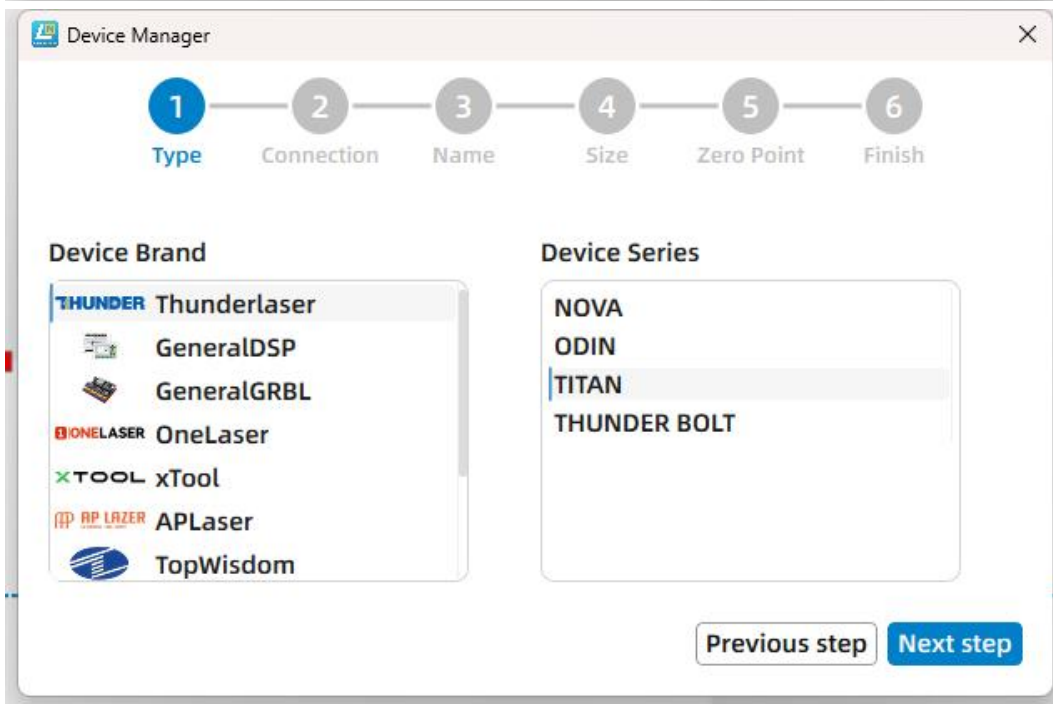 Device Manager
1 2 3 4 5 6
Type Connection Name Size Zero Point Finish
Device Brand
THUNDER Thunderlaser
GeneralDSP
GeneralGRBL
1 ONELASER OneLaser
XTOOL xTool
AP LAZER APLaser
TopWisdom
Device Series
NOVA
ODIN
TITAN
THUNDER BOLT
Previous step Next step